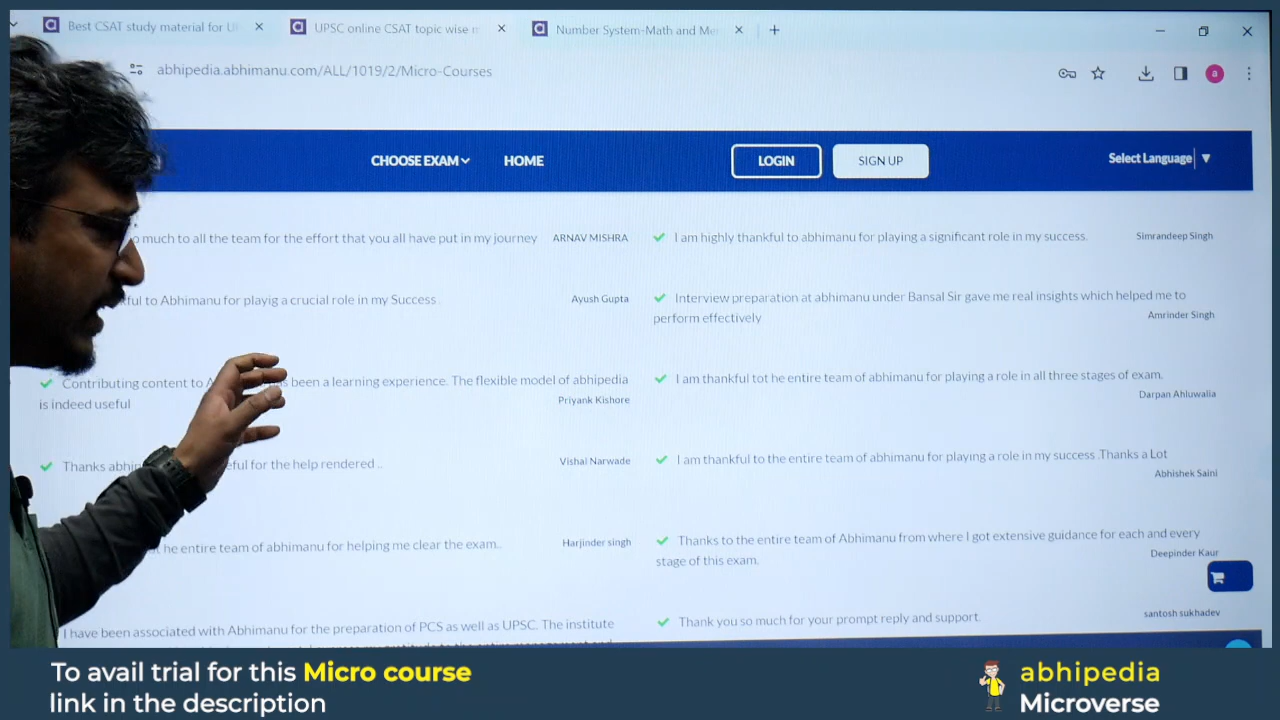 Best CSAT study material for U
UPSC online CSAT topic wise
Number System-Math and Me
abhipedia.abhimanu.com/ALL/1019/2/Micro-Courses
a
CHOOSE EXAM
HOME
LOGIN
SIGN UP
Select Language
much to all the team for the effort that you all have put in my journey
ARNAV MISHRA
I am highly thankful to abhimanu for playing a significant role in my success.
Simrandeep Singh
ful to Abhimanu for playig a crucial role in my Success
Ayush Gupta
Interview preparation at abhimanu under Bansal Sir gave me real insights which helped me to
perform effectively
Amrinder Singh
Contributing content to A s been a learning experience. The flexible model of abhipedia
is indeed useful
Priyank Kishore
I am thankful tot he entire team of abhimanu for playing a role in all three stages of exam.
Darpan Ahluwalia
Thanks abhi eful for the help rendered ..
Vishal Narwade
I am thankful to the entire team of abhimanu for playing a role in my success .Thanks a Lot
Abhishek Saini
he entire team of abhimanu for helping me clear the exam..
Harjinder singh
Thanks to the entire team of Abhimanu from where I got extensive guidance for each and every
stage of this exam.
Deepinder Kaur
I have been associated with Abhimanu for the preparation of PCS as well as UPSC. The institute
Thank you so much for your prompt reply and support.
santosh sukhadev
To avail trial for this Micro course
link in the description
abhipedia
Microverse